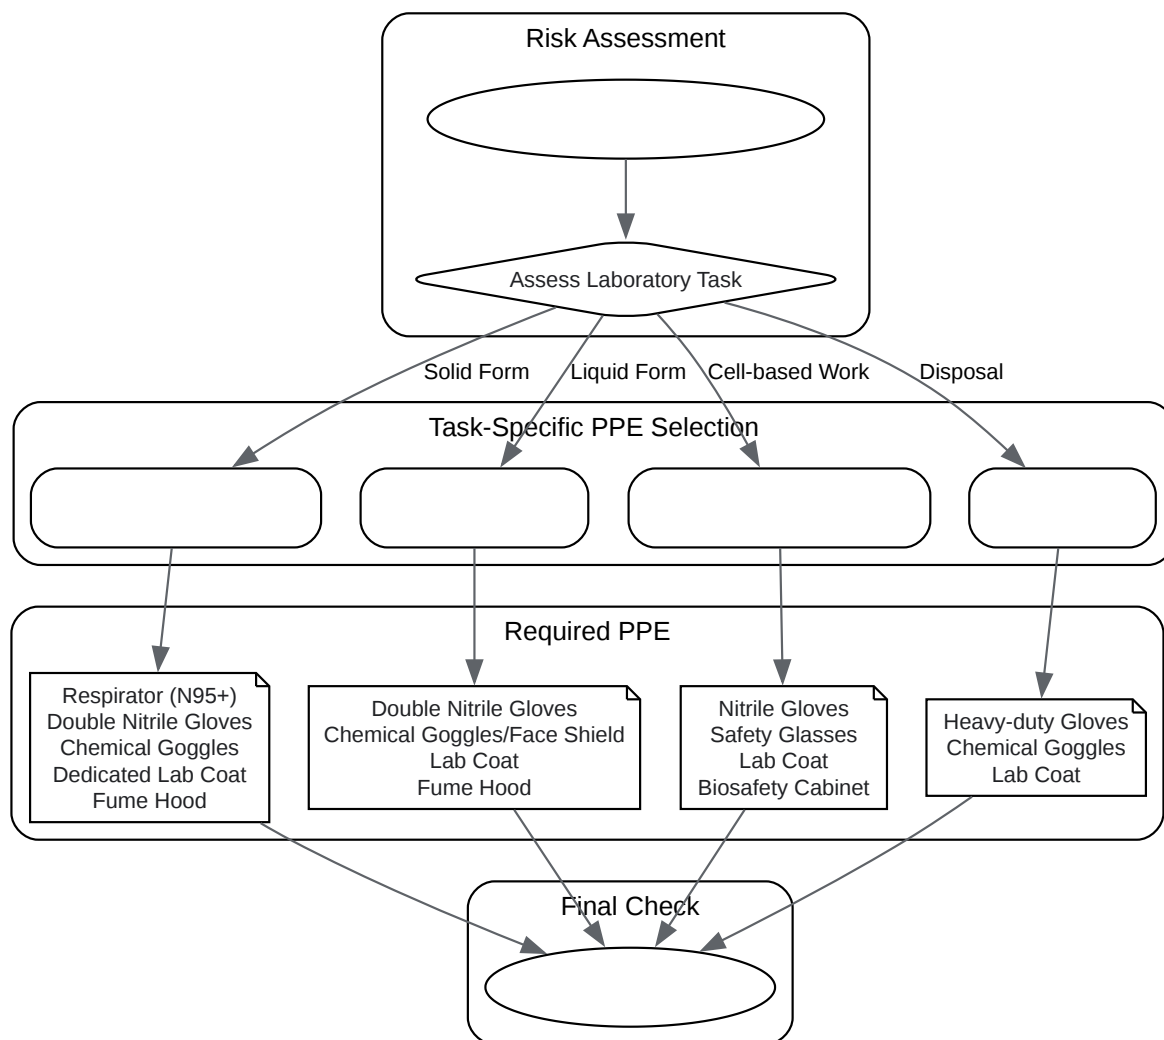 Risk Assessment
Assess Laboratory Task
Solid Form
Liquid Form
Cell-based Work
Disposal
Task-Specific PPE Selection
Required PPE
Respirator (N95+)
Double Nitrile Gloves
Chemical Goggles
Dedicated Lab Coat
Fume Hood
Double Nitrile Gloves
Chemical Goggles/Face Shield
Lab Coat
Fume Hood
Nitrile Gloves
Safety Glasses
Lab Coat
Biosafety Cabinet
Heavy-duty Gloves
Chemical Goggles
Lab Coat
Final Check